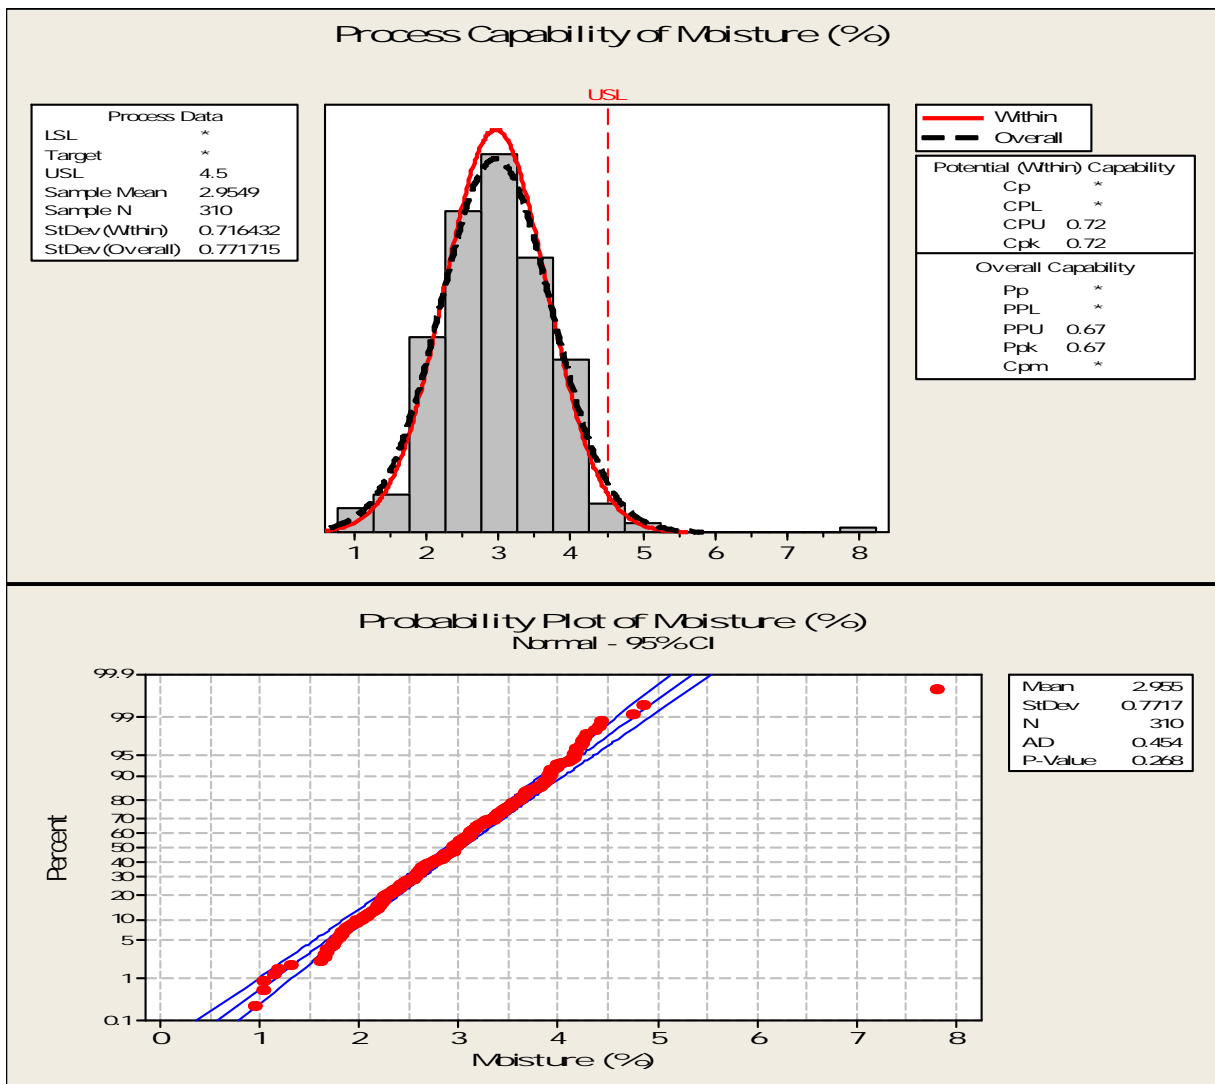 Process Capability of Moisture (%)
USL
Process Data
LSL *
Target *
USL 4.5
Sample Mean 2.9549
Sample N 310
StDev(Within) 0.716432
StDev(Overall) 0.771715
Within
Overall
Potential (Within) Capability
Cp *
CPL *
CPU 0.72
Cpk 0.72
Overall Capability
Pp *
PPL *
PPU 0.67
Ppk 0.67
Cpm *
1 2 3 4 5 6 7 8
Probability Plot of Moisture (%)
Normal - 95% CI
99.9
99
95
90
80
70
60
50
40
30
20
10
5
1
0.1
Percent
0 1 2 3 4 5 6 7 8
Moisture (%)
Mean 2.955
StDev 0.7717
N 310
AD 0.454
P-Value 0.268